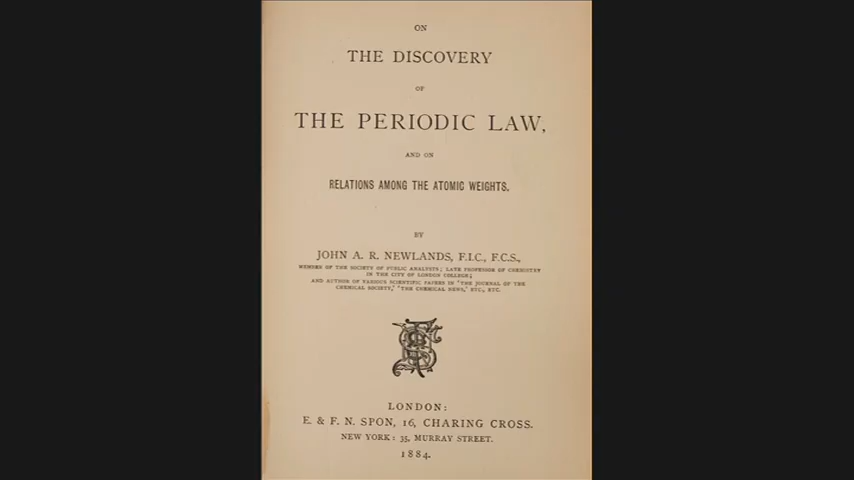 ON
THE DISCOVERY
OF
THE PERIODIC LAW,
AND ON
RELATIONS AMONG THE ATOMIC WEIGHTS.
BY
JOHN A. R. NEWLANDS, F.I.C., F.C.S.,
MEMBER OF THE SOCIETY OF PUBLIC ANALYSTS; LATE PROFESSOR OF CHEMISTRY
IN THE CITY OF LONDON COLLEGE;
AND AUTHOR OF VARIOUS SCIENTIFIC PAPERS IN 'THE JOURNAL OF THE
CHEMICAL SOCIETY,' 'THE CHEMICAL NEWS,' ETC., ETC.
LONDON:
E. & F. N. SPON, 16, CHARING CROSS.
NEW YORK: 35, MURRAY STREET.
1884.